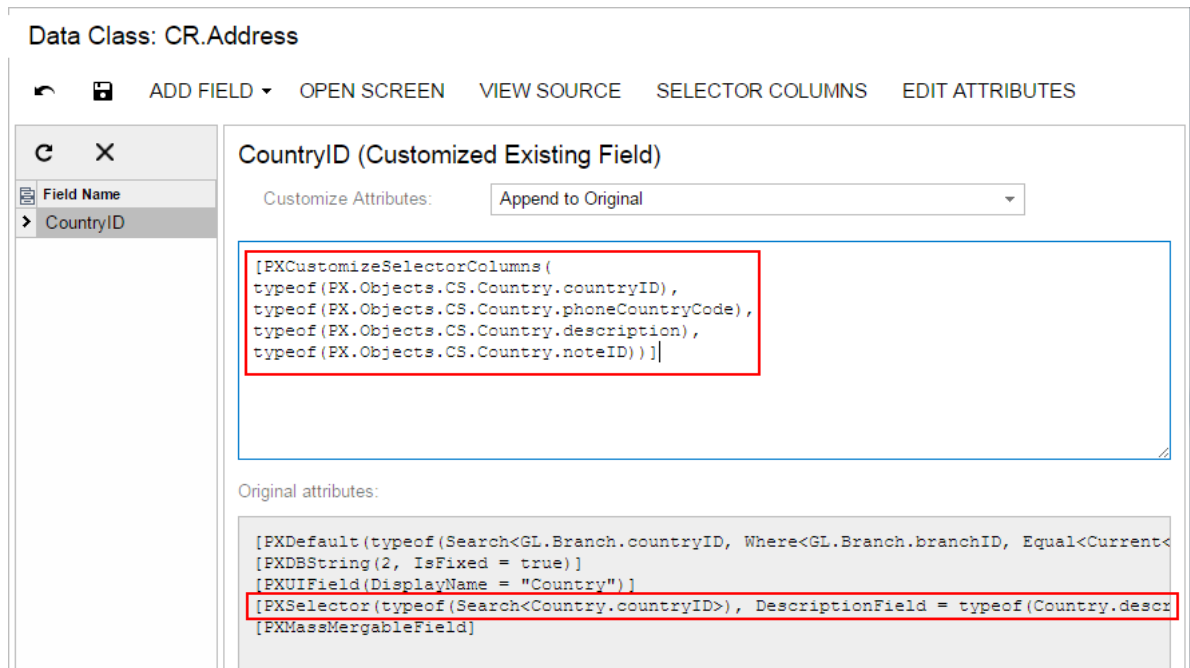 Data Class: CR.Address
ADD FIELD OPEN SCREEN VIEW SOURCE SELECTOR COLUMNS EDIT ATTRIBUTES
CountryID (Customized Existing Field)
Field Name
Customize Attributes: Append to Original
CountryID
[PXCustomizeSelectorColumns(
typeof(PX.Objects.CS.Country.countryID),
typeof(PX.Objects.CS.Country.phoneCountryCode),
typeof(PX.Objects.CS.Country.description),
typeof(PX.Objects.CS.Country.noteID))]
Original attributes:
[PXDefault(typeof(Search<GL.Branch.countryID, Where<GL.Branch.branchID, Equal<Current<
[PXDBString(2, IsFixed = true)]
[PXUIField(DisplayName = "Country")]
[PXSelector(typeof(Search<Country.countryID>), DescriptionField = typeof(Country.descr
[PXMassMergableField]